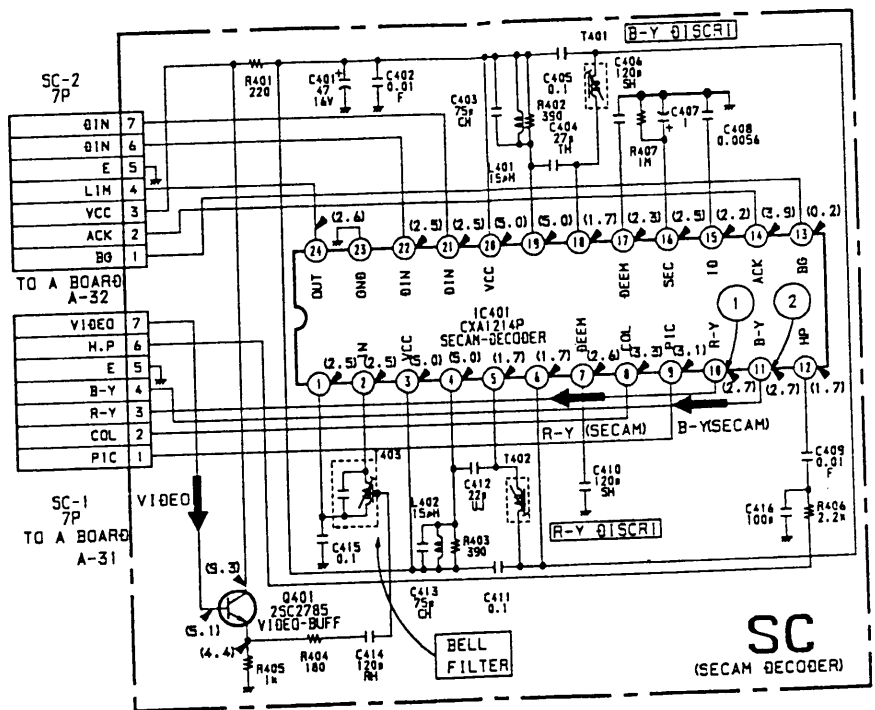 B-Y DISCRI
T401
SC-2
7P
R401
220
C401
47
16V
C402
0.01
F
C403
75p
CH
R402
390
C405
0.1
C404
27p
TH
L401
15μH
C406
120p
SH
R407
1M
C407
1
C408
0.0056
DIN 7
DIN 6
E 5
LIM 4
VCC 3
ACK 2
BG 1
TO A BOARD
A-32
(2.6)
(2.5)
(2.5)
(5.0)
(5.0)
(1.7)
(2.3)
(2.5)
(2.2)
(3.9)
(0.2)
24
23
22
21
20
19
18
17
16
15
14
13
OUT
GND
DIN
DIN
VCC
DEEM
SEC
ID
ACK
BG
IC401
CXA1214P
SECAM-DECODER
1
2
IN
VCC
DEEM
COL
PIC
R-Y
B-Y
HP
1
2
3
4
5
6
7
8
9
10
11
12
(2.5)
(2.5)
(5.0)
(5.0)
(1.7)
(1.7)
(2.6)
(3.3)
(3.1)
(2.7)
(2.7)
(1.7)
VIDEO 7
H.P 6
E 5
B-Y 4
R-Y 3
COL 2
PIC 1
SC-1
7P
TO A BOARD
A-31
VIDEO
R-Y (SECAM)
B-Y(SECAM)
T403
T402
C412
22p
UJ
L402
15μH
R403
390
C410
120p
SH
R-Y DISCRI
C409
0.01
F
C416
100p
R406
2.2k
C415
0.1
C413
75p
CH
C411
0.1
(9.3)
Q401
2SC2785
VIDEO-BUFF
(5.1)
(4.4)
R405
1k
R404
180
C414
120p
RH
BELL
FILTER
SC
(SECAM DECODER)